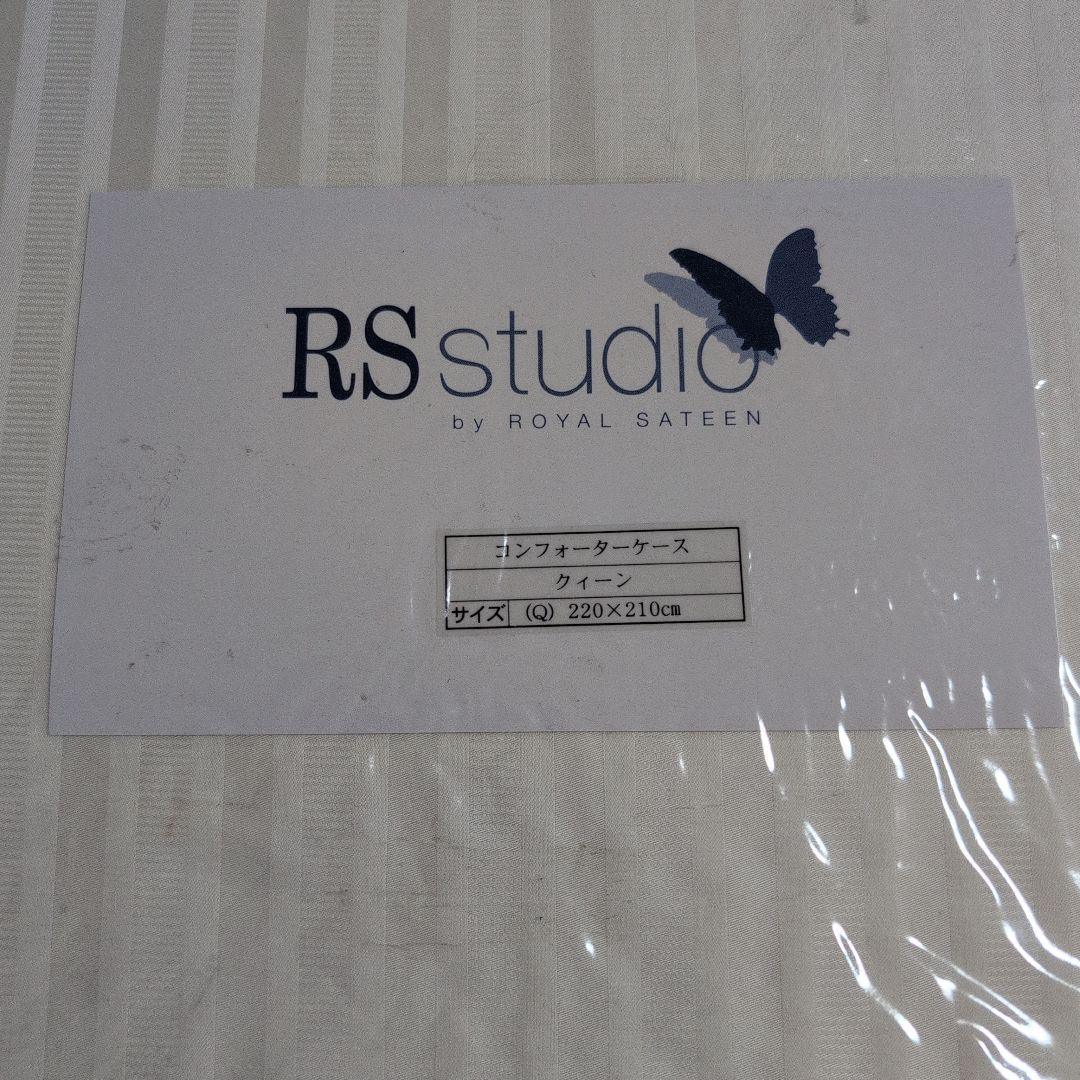 RS studio
by ROYAL SATEEN
コンフォーターケース
クィーン
サイズ (Q) 220×210㎝